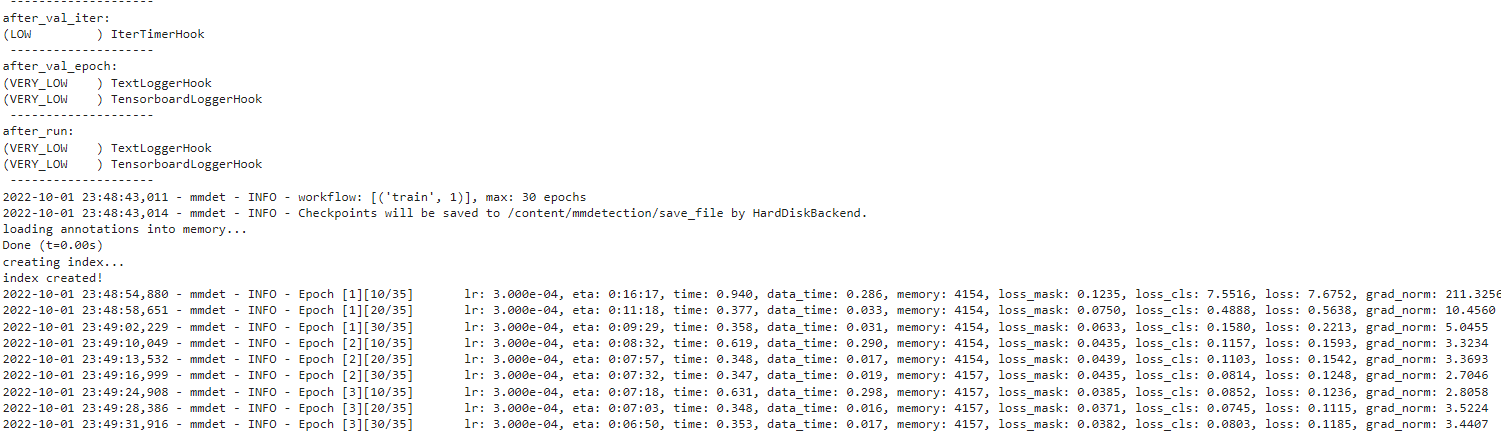 --------------------
after_val_iter:
(LOW         ) IterTimerHook
--------------------
after_val_epoch:
(VERY_LOW    ) TextLoggerHook
(VERY_LOW    ) TensorboardLoggerHook
--------------------
after_run:
(VERY_LOW    ) TextLoggerHook
(VERY_LOW    ) TensorboardLoggerHook
--------------------
2022-10-01 23:48:43,011 - mmdet - INFO - workflow: [('train', 1)], max: 30 epochs
2022-10-01 23:48:43,014 - mmdet - INFO - Checkpoints will be saved to /content/mmdetection/save_file by HardDiskBackend.
loading annotations into memory...
Done (t=0.00s)
creating index...
index created!
2022-10-01 23:48:54,880 - mmdet - INFO - Epoch [1][10/35]	lr: 3.000e-04, eta: 0:16:17, time: 0.940, data_time: 0.286, memory: 4154, loss_mask: 0.1235, loss_cls: 7.5516, loss: 7.6752, grad_norm: 211.3256
2022-10-01 23:48:58,651 - mmdet - INFO - Epoch [1][20/35]	lr: 3.000e-04, eta: 0:11:18, time: 0.377, data_time: 0.033, memory: 4154, loss_mask: 0.0750, loss_cls: 0.4888, loss: 0.5638, grad_norm: 10.4560
2022-10-01 23:49:02,229 - mmdet - INFO - Epoch [1][30/35]	lr: 3.000e-04, eta: 0:09:29, time: 0.358, data_time: 0.031, memory: 4154, loss_mask: 0.0633, loss_cls: 0.1580, loss: 0.2213, grad_norm: 5.0455
2022-10-01 23:49:10,049 - mmdet - INFO - Epoch [2][10/35]	lr: 3.000e-04, eta: 0:08:32, time: 0.619, data_time: 0.290, memory: 4154, loss_mask: 0.0435, loss_cls: 0.1157, loss: 0.1593, grad_norm: 3.3234
2022-10-01 23:49:13,532 - mmdet - INFO - Epoch [2][20/35]	lr: 3.000e-04, eta: 0:07:57, time: 0.348, data_time: 0.017, memory: 4154, loss_mask: 0.0439, loss_cls: 0.1103, loss: 0.1542, grad_norm: 3.3693
2022-10-01 23:49:16,999 - mmdet - INFO - Epoch [2][30/35]	lr: 3.000e-04, eta: 0:07:32, time: 0.347, data_time: 0.019, memory: 4157, loss_mask: 0.0435, loss_cls: 0.0814, loss: 0.1248, grad_norm: 2.7046
2022-10-01 23:49:24,908 - mmdet - INFO - Epoch [3][10/35]	lr: 3.000e-04, eta: 0:07:18, time: 0.631, data_time: 0.298, memory: 4157, loss_mask: 0.0385, loss_cls: 0.0852, loss: 0.1236, grad_norm: 2.8058
2022-10-01 23:49:28,386 - mmdet - INFO - Epoch [3][20/35]	lr: 3.000e-04, eta: 0:07:03, time: 0.348, data_time: 0.016, memory: 4157, loss_mask: 0.0371, loss_cls: 0.0745, loss: 0.1115, grad_norm: 3.5224
2022-10-01 23:49:31,916 - mmdet - INFO - Epoch [3][30/35]	lr: 3.000e-04, eta: 0:06:50, time: 0.353, data_time: 0.017, memory: 4157, loss_mask: 0.0382, loss_cls: 0.0803, loss: 0.1185, grad_norm: 3.4407